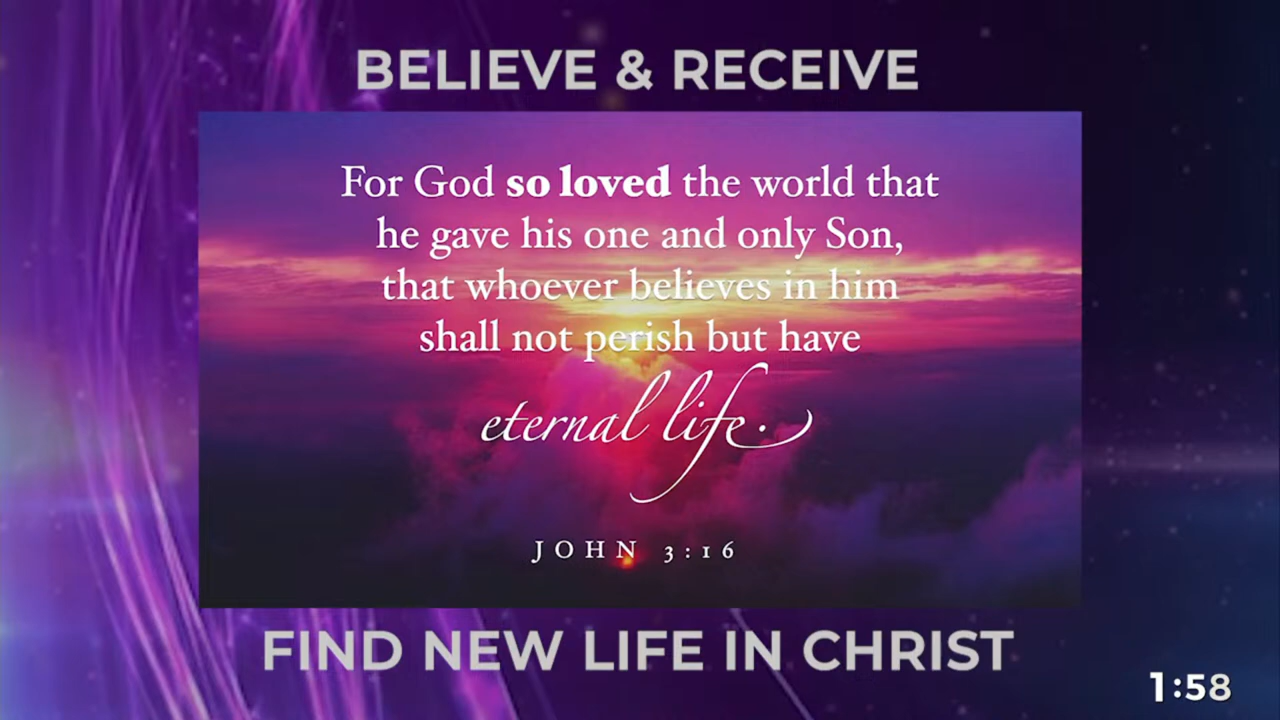 BELIEVE & RECEIVE
For God so loved the world that
he gave his one and only Son,
that whoever believes in him
shall not perish but have
eternal life.
JOHN 3:16
FIND NEW LIFE IN CHRIST
1:58